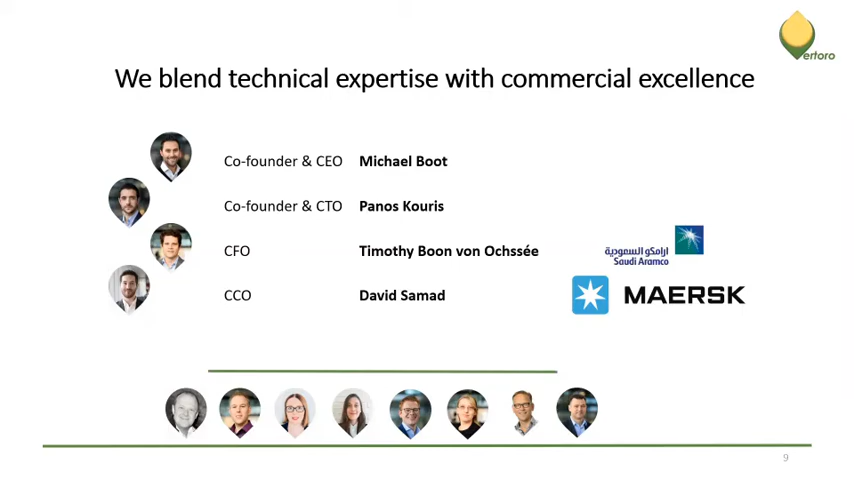 ertoro
We blend technical expertise with commercial excellence
Co-founder & CEO Michael Boot
Co-founder & CTO Panos Kouris
CFO Timothy Boon von Ochssée
ارامكو السعودية
Saudi Aramco
CCO David Samad
MAERSK
9